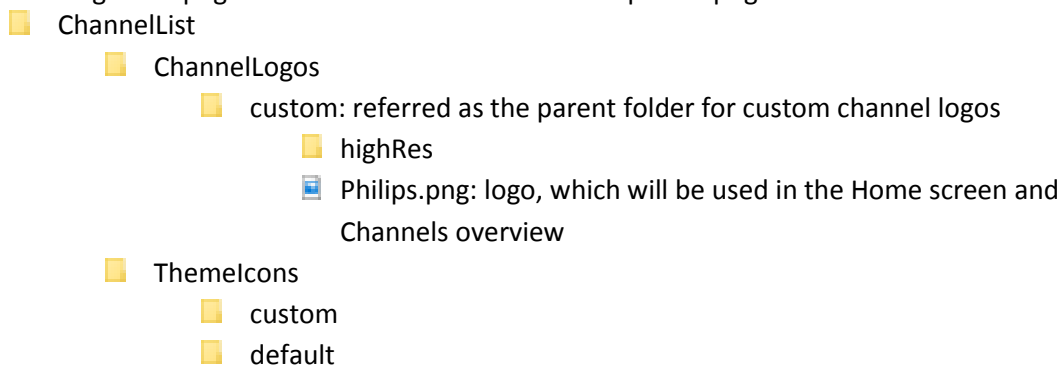 ChannelList
ChannelLogos
custom: referred as the parent folder for custom channel logos
highRes
Philips.png: logo, which will be used in the Home screen and
Channels overview
ThemeIcons
custom
default